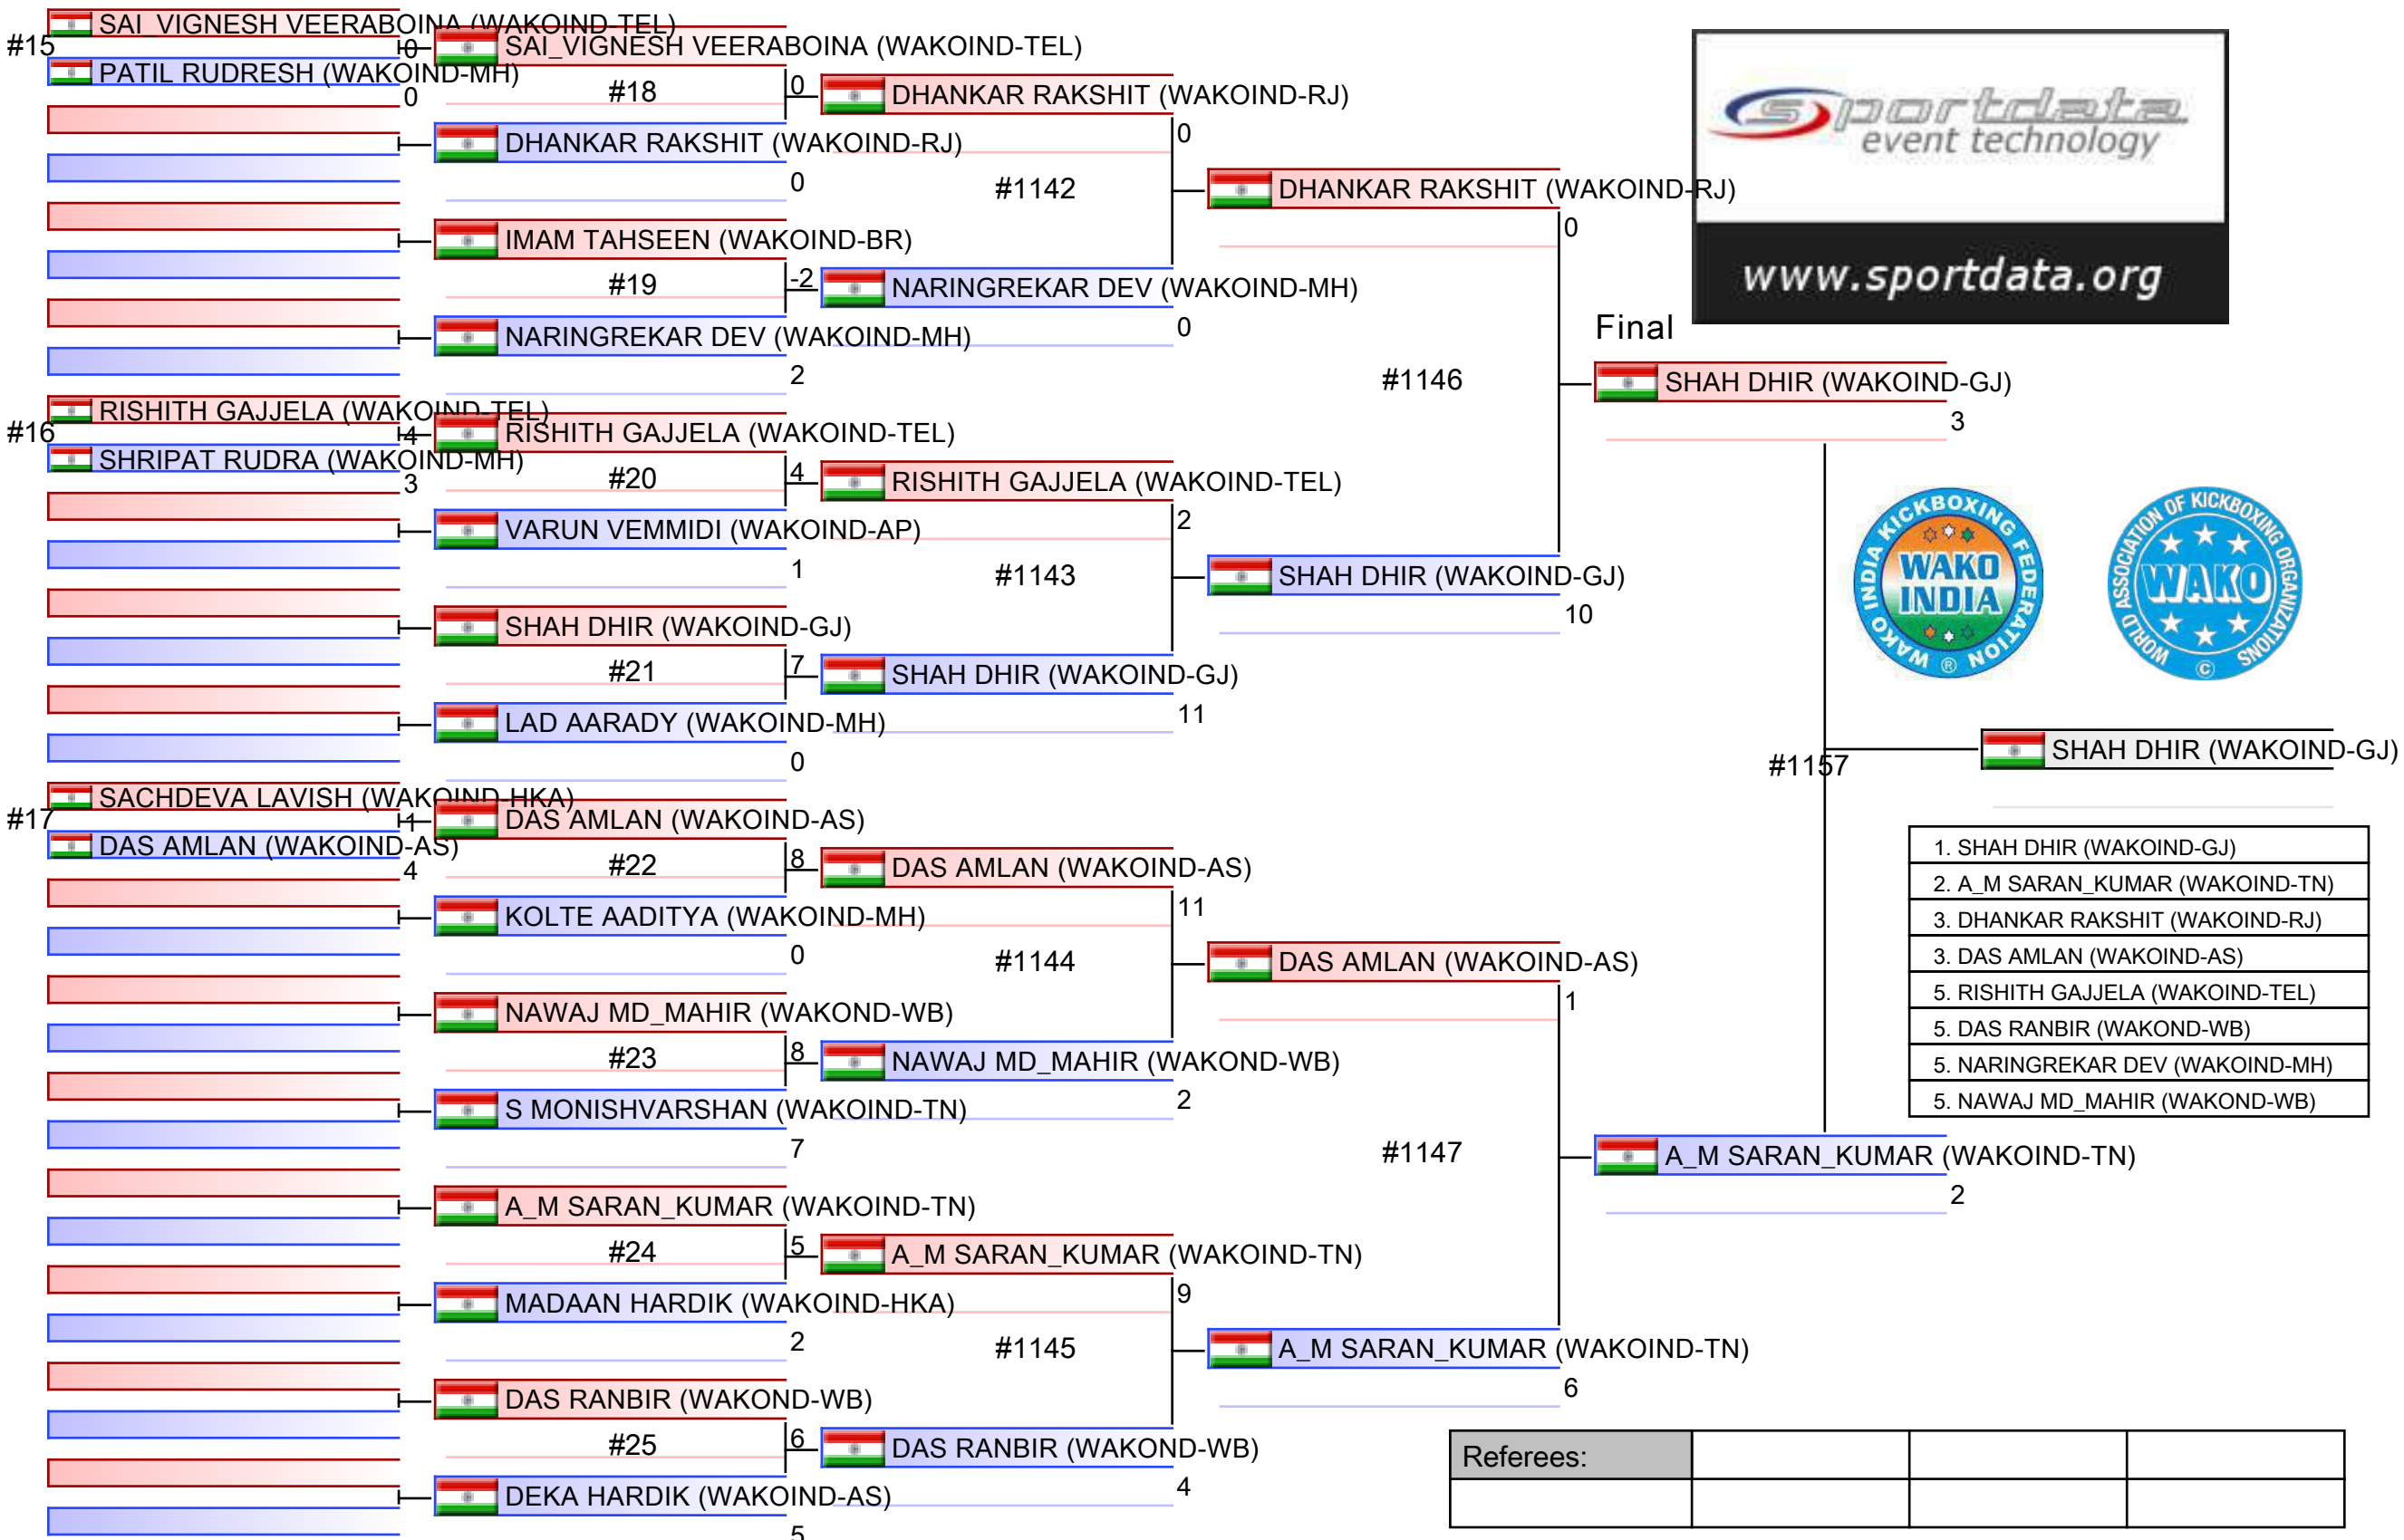 SAI_VIGNESH VEERABOINA (WAKOIND-TEL)
#15
0
PATIL RUDRESH (WAKOIND-MH)
0
RISHITH GAJJELA (WAKOIND-TEL)
#16
4
SHRIPAT RUDRA (WAKOIND-MH)
3
SACHDEVA LAVISH (WAKOIND-HKA)
#17
1
DAS AMLAN (WAKOIND-AS)
4
SAI_VIGNESH VEERABOINA (WAKOIND-TEL)
#18
0
DHANKAR RAKSHIT (WAKOIND-RJ)
0
IMAM TAHSEEN (WAKOIND-BR)
#19
-2
NARINGREKAR DEV (WAKOIND-MH)
2
RISHITH GAJJELA (WAKOIND-TEL)
#20
4
VARUN VEMMIDI (WAKOIND-AP)
1
SHAH DHIR (WAKOIND-GJ)
#21
7
LAD AARADY (WAKOIND-MH)
0
DAS AMLAN (WAKOIND-AS)
#22
8
KOLTE AADITYA (WAKOIND-MH)
0
NAWAJ MD_MAHIR (WAKOND-WB)
#23
8
S MONISHVARSHAN (WAKOIND-TN)
7
A_M SARAN_KUMAR (WAKOIND-TN)
#24
5
MADAAN HARDIK (WAKOIND-HKA)
2
DAS RANBIR (WAKOND-WB)
#25
6
DEKA HARDIK (WAKOIND-AS)
5
DHANKAR RAKSHIT (WAKOIND-RJ)
0
#1142
NARINGREKAR DEV (WAKOIND-MH)
0
RISHITH GAJJELA (WAKOIND-TEL)
2
#1143
SHAH DHIR (WAKOIND-GJ)
11
DAS AMLAN (WAKOIND-AS)
11
#1144
NAWAJ MD_MAHIR (WAKOND-WB)
2
A_M SARAN_KUMAR (WAKOIND-TN)
9
#1145
DAS RANBIR (WAKOND-WB)
4
DHANKAR RAKSHIT (WAKOIND-RJ)
0
#1146
SHAH DHIR (WAKOIND-GJ)
10
DAS AMLAN (WAKOIND-AS)
1
#1147
A_M SARAN_KUMAR (WAKOIND-TN)
6
Final
SHAH DHIR (WAKOIND-GJ)
3
#1157
A_M SARAN_KUMAR (WAKOIND-TN)
2
SHAH DHIR (WAKOIND-GJ)
sportdata
event technology
www.sportdata.org
WAKO INDIA KICKBOXING FEDERATION
WAKO
INDIA
®
WORLD ASSOCIATION OF KICKBOXING ORGANIZATIONS
WAKO
©
1. SHAH DHIR (WAKOIND-GJ)
2. A_M SARAN_KUMAR (WAKOIND-TN)
3. DHANKAR RAKSHIT (WAKOIND-RJ)
3. DAS AMLAN (WAKOIND-AS)
5. RISHITH GAJJELA (WAKOIND-TEL)
5. DAS RANBIR (WAKOND-WB)
5. NARINGREKAR DEV (WAKOIND-MH)
5. NAWAJ MD_MAHIR (WAKOND-WB)
Referees: